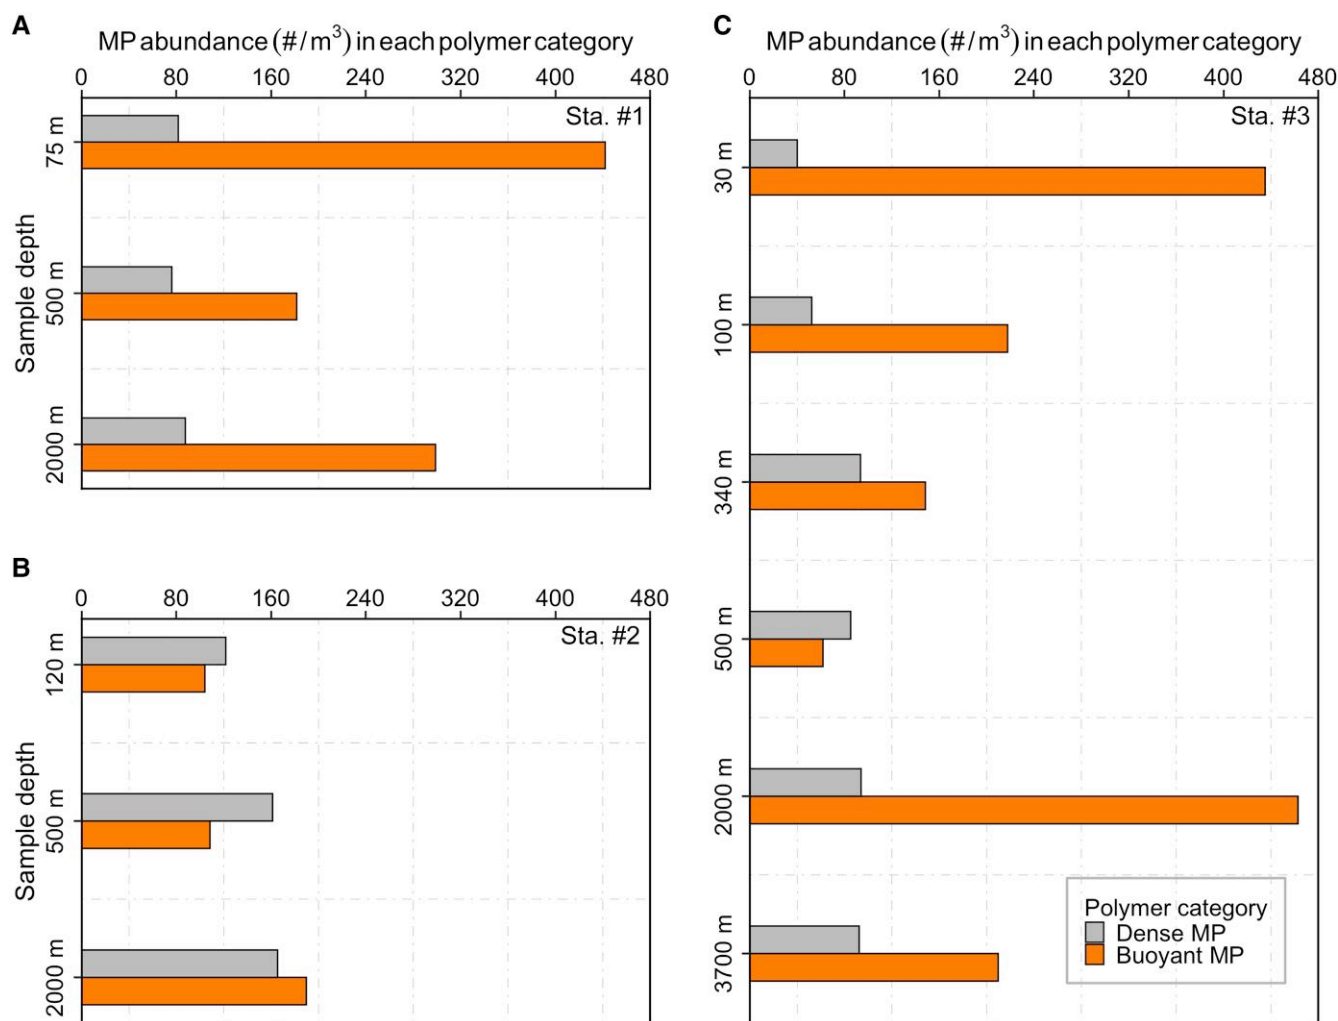 A
MP abundance (#/m³) in each polymer category
0 80 160 240 320 400 480
Sta. #1
75 m
500 m
2000 m
Sample depth
B
0 80 160 240 320 400 480
Sta. #2
120 m
500 m
2000 m
Sample depth
C
MP abundance (#/m³) in each polymer category
0 80 160 240 320 400 480
Sta. #3
30 m
100 m
340 m
500 m
2000 m
3700 m
Polymer category
Dense MP
Buoyant MP